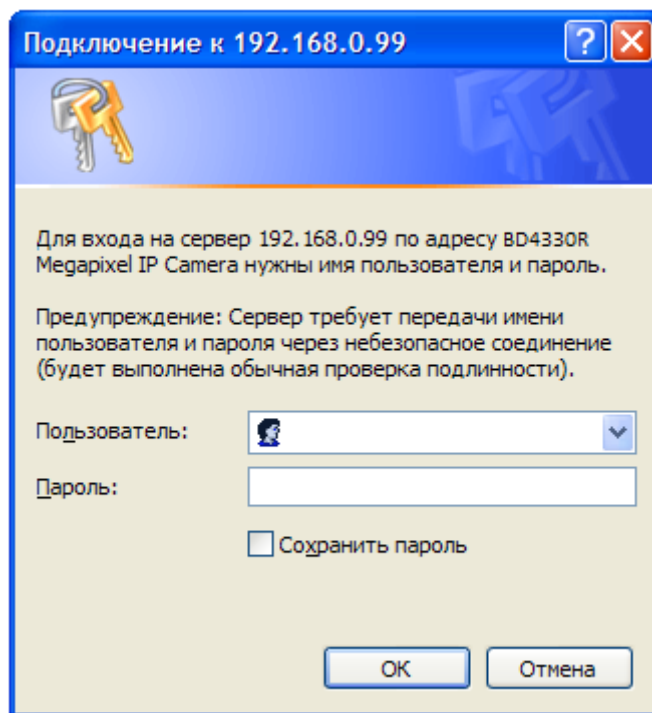 Подключение к 192.168.0.99
Для входа на сервер 192.168.0.99 по адресу BD4330R
Megapixel IP Camera нужны имя пользователя и пароль.
Предупреждение: Сервер требует передачи имени
пользователя и пароля через небезопасное соединение
(будет выполнена обычная проверка подлинности).
Пользователь:
Пароль:
Сохранить пароль
ОК
Отмена